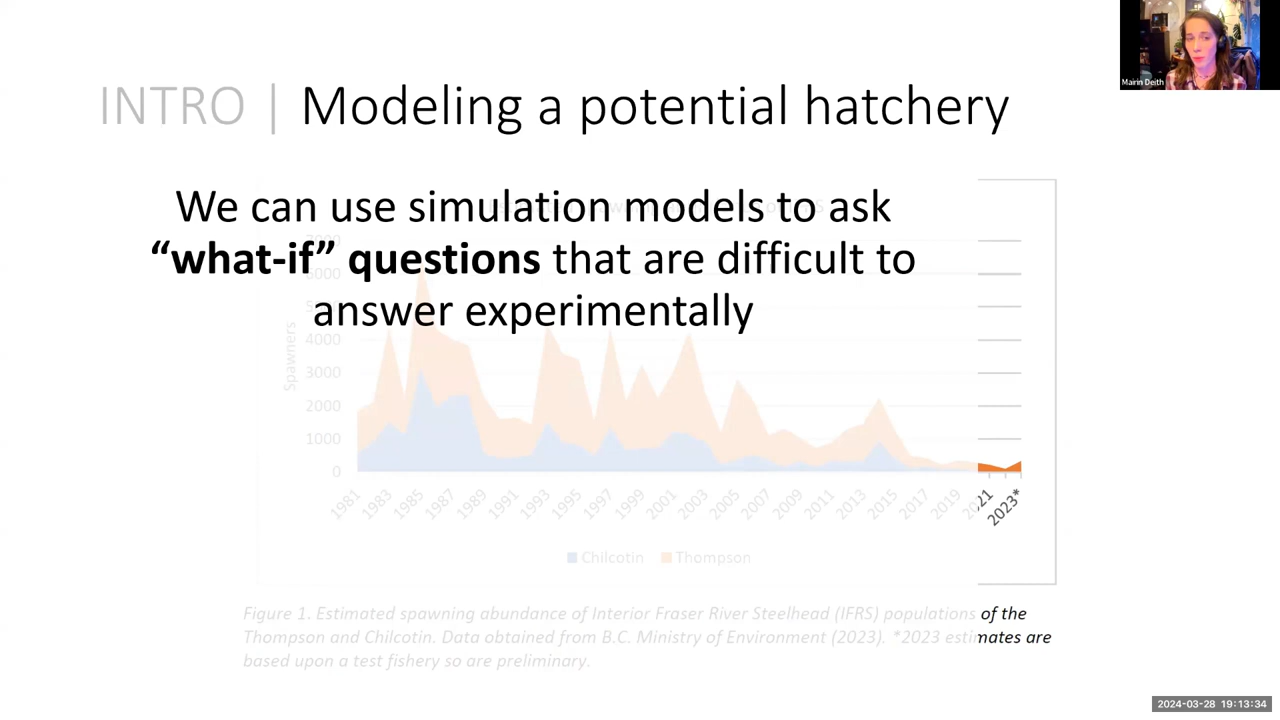 Mairin Deith
INTRO | Modeling a potential hatchery
We can use simulation models to ask
“what-if” questions that are difficult to
answer experimentally
Spawners
4000
3000
2000
1000
0
1981
1983
1985
1987
1989
1991
1993
1995
1997
1999
2001
2003
2005
2007
2009
2011
2013
2015
2017
2019
2021
2023*
Chilcotin
Thompson
Figure 1. Estimated spawning abundance of Interior Fraser River Steelhead (IFRS) populations of the
Thompson and Chilcotin. Data obtained from B.C. Ministry of Environment (2023). *2023 estimates are
based upon a test fishery so are preliminary.
2024-03-28 19:13:34